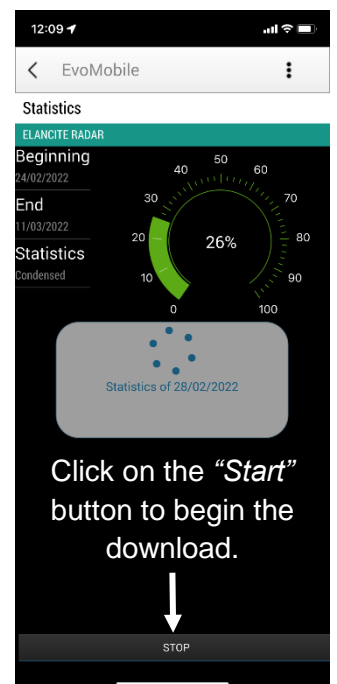 12:09
EvoMobile
Statistics
ELANCITE RADAR
Beginning
24/02/2022
End
11/03/2022
Statistics
Condensed
0
10
20
30
40
50
60
70
80
90
100
26%
Statistics of 28/02/2022
Click on the “Start”
button to begin the
download.
STOP